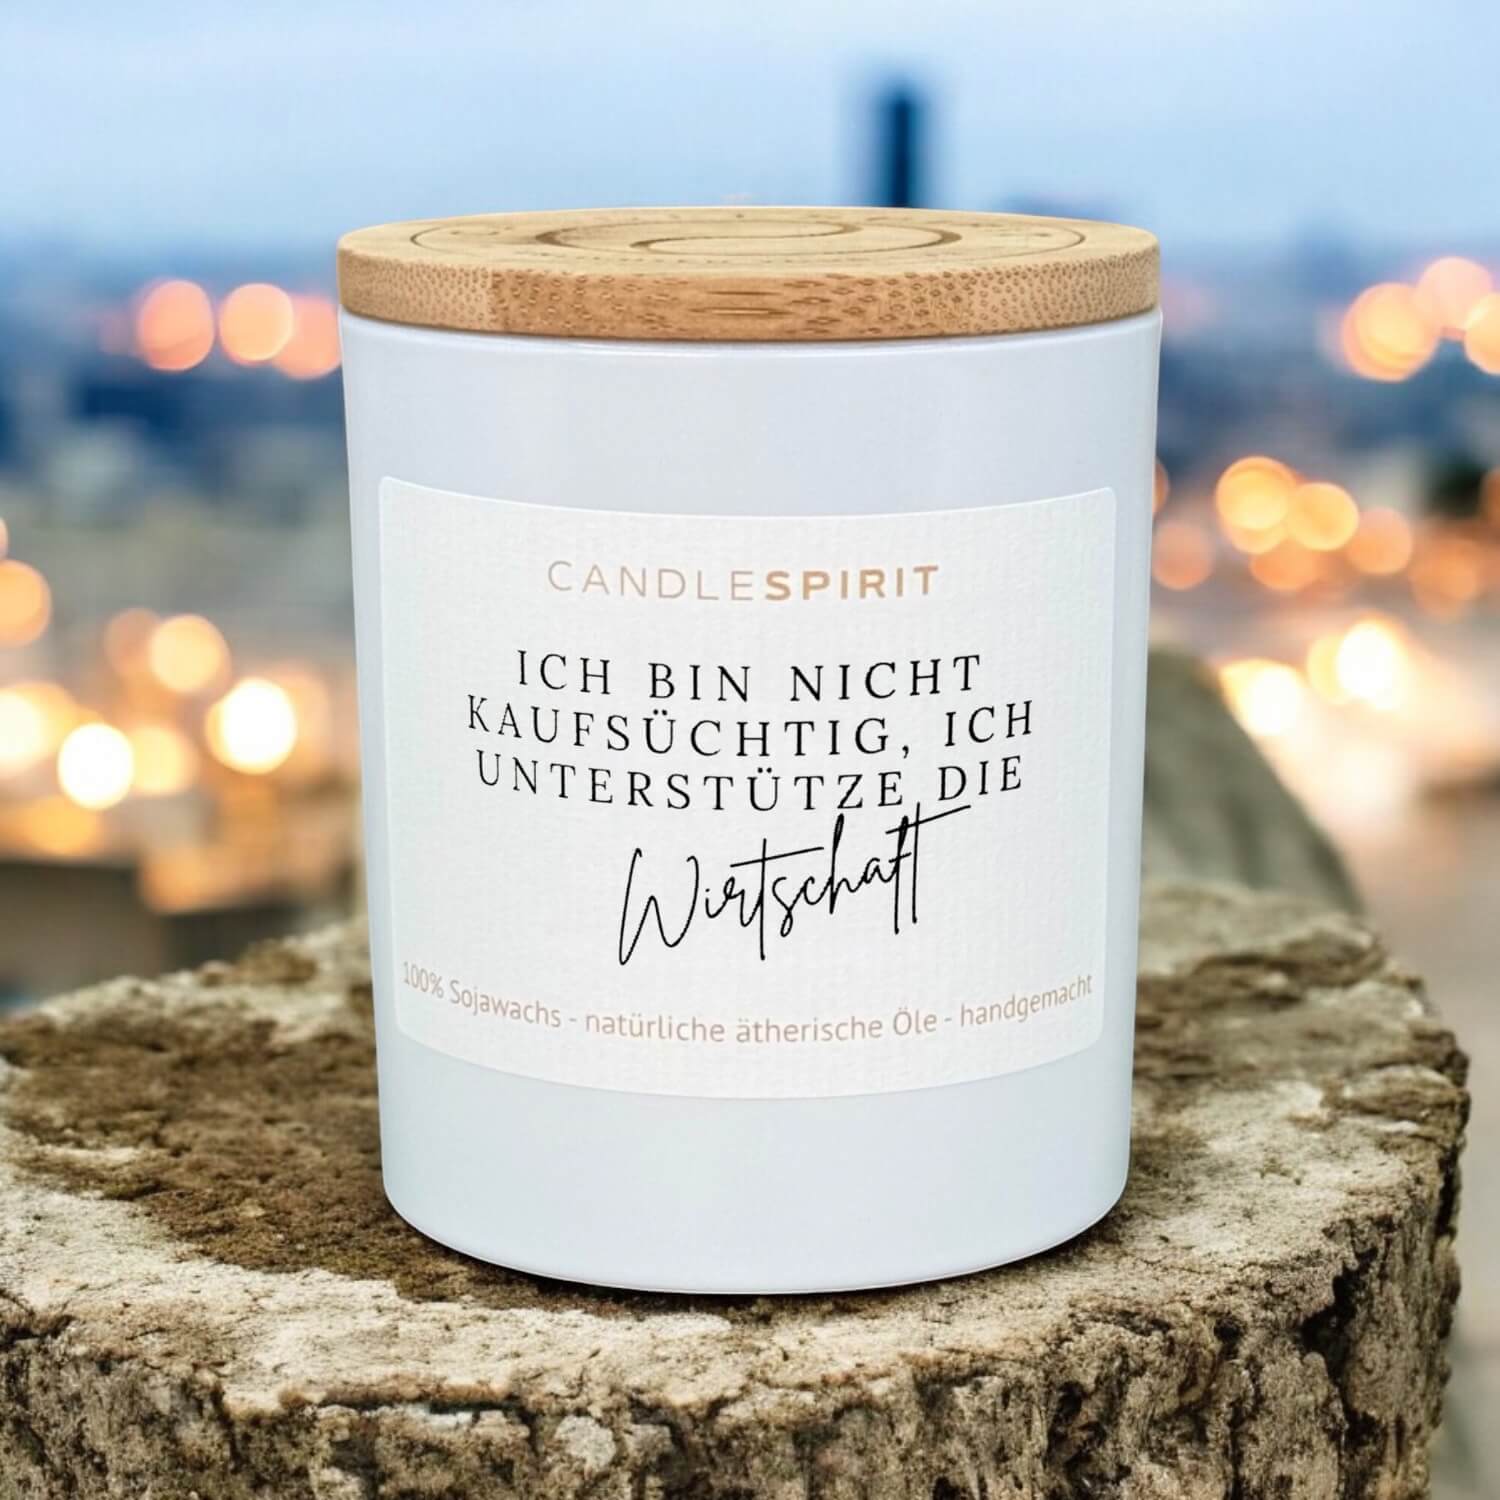 CANDLESPIRIT
ICH BIN NICHT
KAUFSÜCHTIG, ICH
UNTERSTÜTZE DIE
Wirtschaft
100% Sojawachs - natürliche ätherische Öle - handgemacht